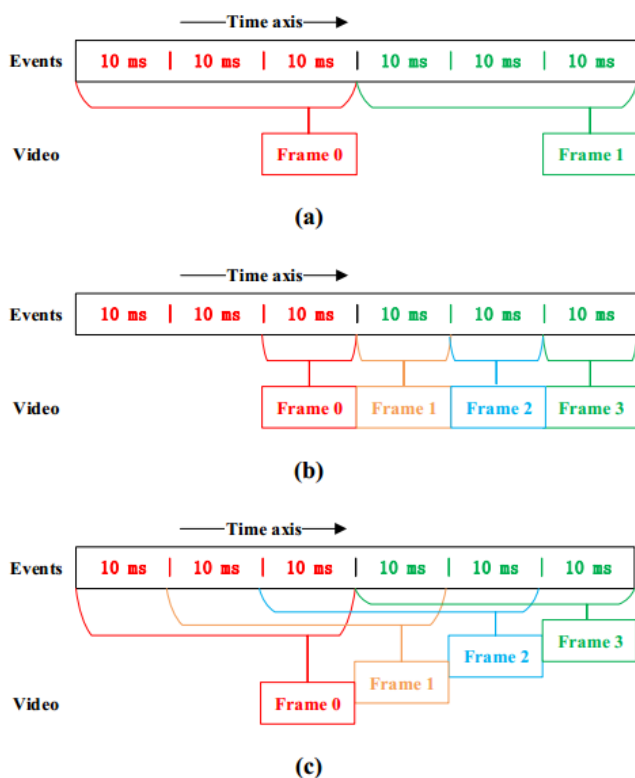 Time axis
Events 10 ms | 10 ms | 10 ms | 10 ms | 10 ms | 10 ms
Video Frame 0 Frame 1
(a)
Time axis
Events 10 ms | 10 ms | 10 ms | 10 ms | 10 ms | 10 ms
Video Frame 0 Frame 1 Frame 2 Frame 3
(b)
Time axis
Events 10 ms | 10 ms | 10 ms | 10 ms | 10 ms | 10 ms
Frame 3
Frame 2
Frame 1
Video Frame 0
(c)